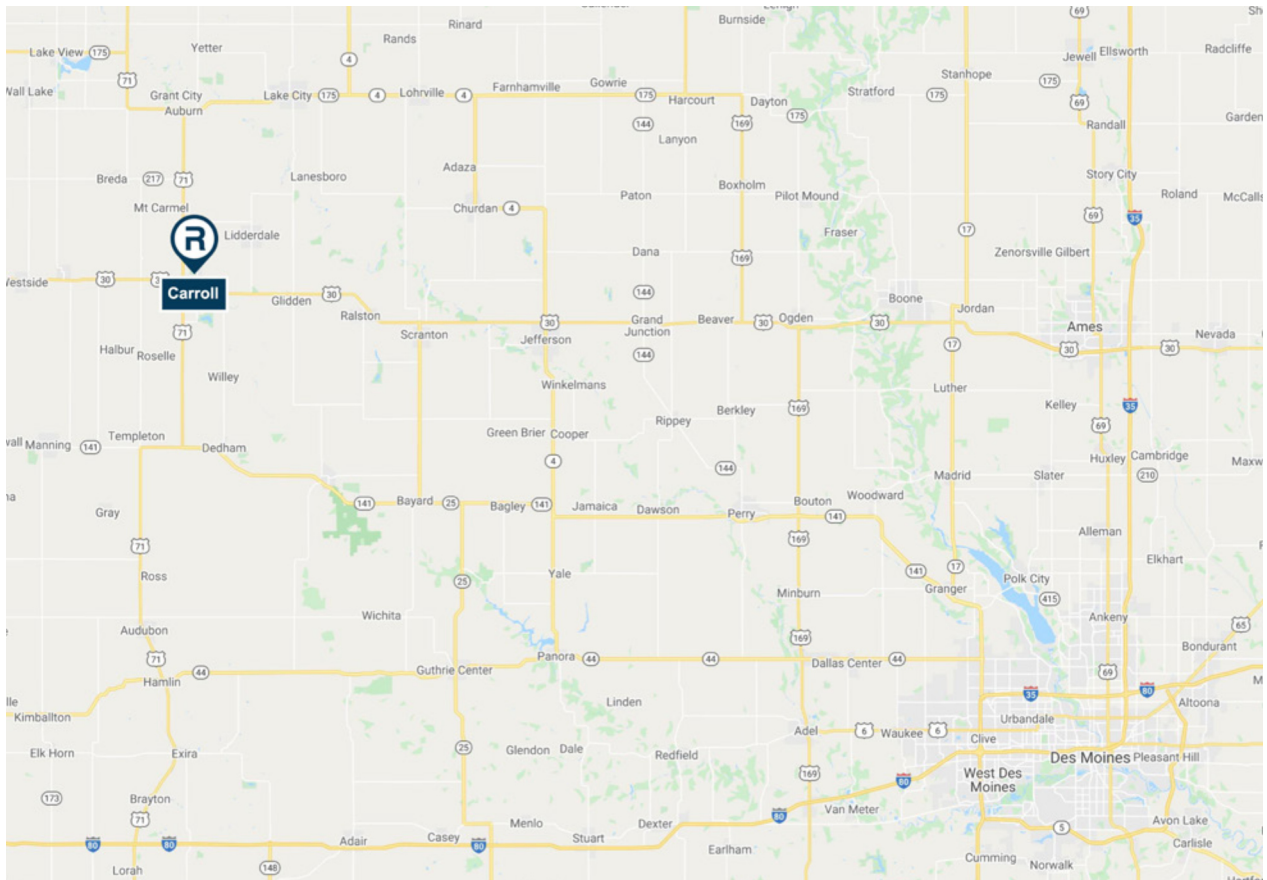 Rinard
Burnside
Rands
Yetter
4
69
Ellsworth
Lake View
175
Jewell
Radcliffe
71
Gowrie
Stanhope
175
Wall Lake
Grant City
Lake City
175
4
Lohrville
4
Farnhamville
175
Harcourt
Dayton
Stratford
175
69
Auburn
144
169
175
Randall
Lanyon
Adaza
Breda
217
71
Lanesboro
Boxholm
Story City
Paton
Pilot Mound
Roland
Mt Carmel
Churdan
4
69
35
R
Lidderdale
Fraser
17
Dana
169
Zenorsville
Gilbert
Westside
30
Carroll
Glidden
30
144
Boone
Jordan
Ralston
Grand Junction
Beaver
30
Ogden
30
Ames
71
Scranton
30
Jefferson
144
17
30
30
Nevada
Halbur
Roselle
Willey
Winkelmans
Luther
169
Berkley
Kelley
35
Rippey
69
Manning
141
Templeton
Dedham
Green Brier
Cooper
4
144
Huxley
Cambridge
210
Madrid
Slater
141
Bayard
25
Bagley
141
Jamaica
Dawson
Perry
Bouton
141
Woodward
Gray
71
169
Alleman
Elkhart
Ross
Yale
141
17
Polk City
25
Minburn
Granger
415
Wichita
Ankeny
Audubon
169
65
71
Panora
44
44
Dallas Center
44
Bondurant
Hamlin
44
Guthrie Center
69
35
80
Linden
Altoona
Kimballton
Urbandale
Adel
6
Waukee
6
Clive
Elk Horn
Exira
25
Glendon
Dale
Redfield
Des Moines
Pleasant Hill
169
80
West Des
Moines
173
Brayton
71
Van Meter
80
Menlo
Dexter
5
Avon Lake
80
80
Adair
Casey
80
Stuart
Earlham
Carlisle
Lorah
148
Cumming
Norwalk